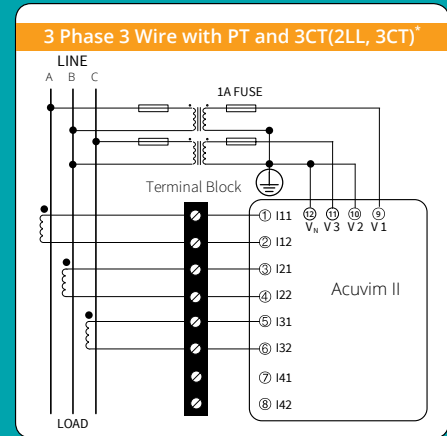 3 Phase 3 Wire with PT and 3CT(2LL, 3CT)*
LINE
A B C
1A FUSE
Terminal Block
① I11
② I12
③ I21
④ I22
⑤ I31
⑥ I32
⑦ I41
⑧ I42
⑫ ⑪ ⑩ ⑨
VN V3 V2 V1
Acuvim II
LOAD